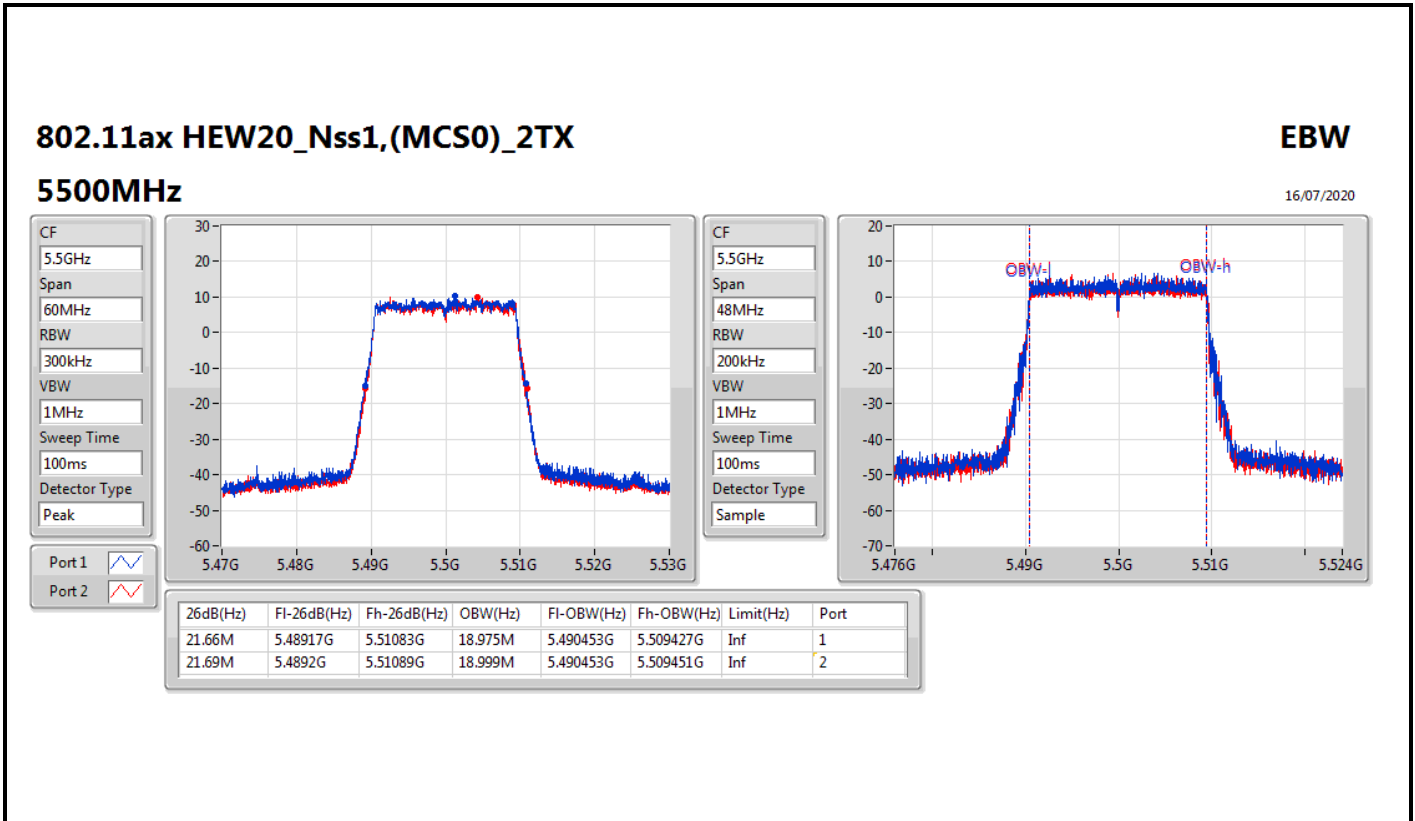 802.11ax HEW20_Nss1,(MCS0)_2TX
EBW
5500MHz
16/07/2020
CF
5.5GHz
Span
60MHz
RBW
300kHz
VBW
1MHz
Sweep Time
100ms
Detector Type
Peak
Port 1
Port 2
30
20
10
0
-10
-20
-30
-40
-50
-60
5.47G 5.48G 5.49G 5.5G 5.51G 5.52G 5.53G
CF
5.5GHz
Span
48MHz
RBW
200kHz
VBW
1MHz
Sweep Time
100ms
Detector Type
Sample
20
10
0
-10
-20
-30
-40
-50
-60
-70
OBW-l OBW-h
5.476G 5.49G 5.5G 5.51G 5.524G
26dB(Hz) Fl-26dB(Hz) Fh-26dB(Hz) OBW(Hz) Fl-OBW(Hz) Fh-OBW(Hz) Limit(Hz) Port
21.66M 5.48917G 5.51083G 18.975M 5.490453G 5.509427G Inf 1
21.69M 5.4892G 5.51089G 18.999M 5.490453G 5.509451G Inf 2